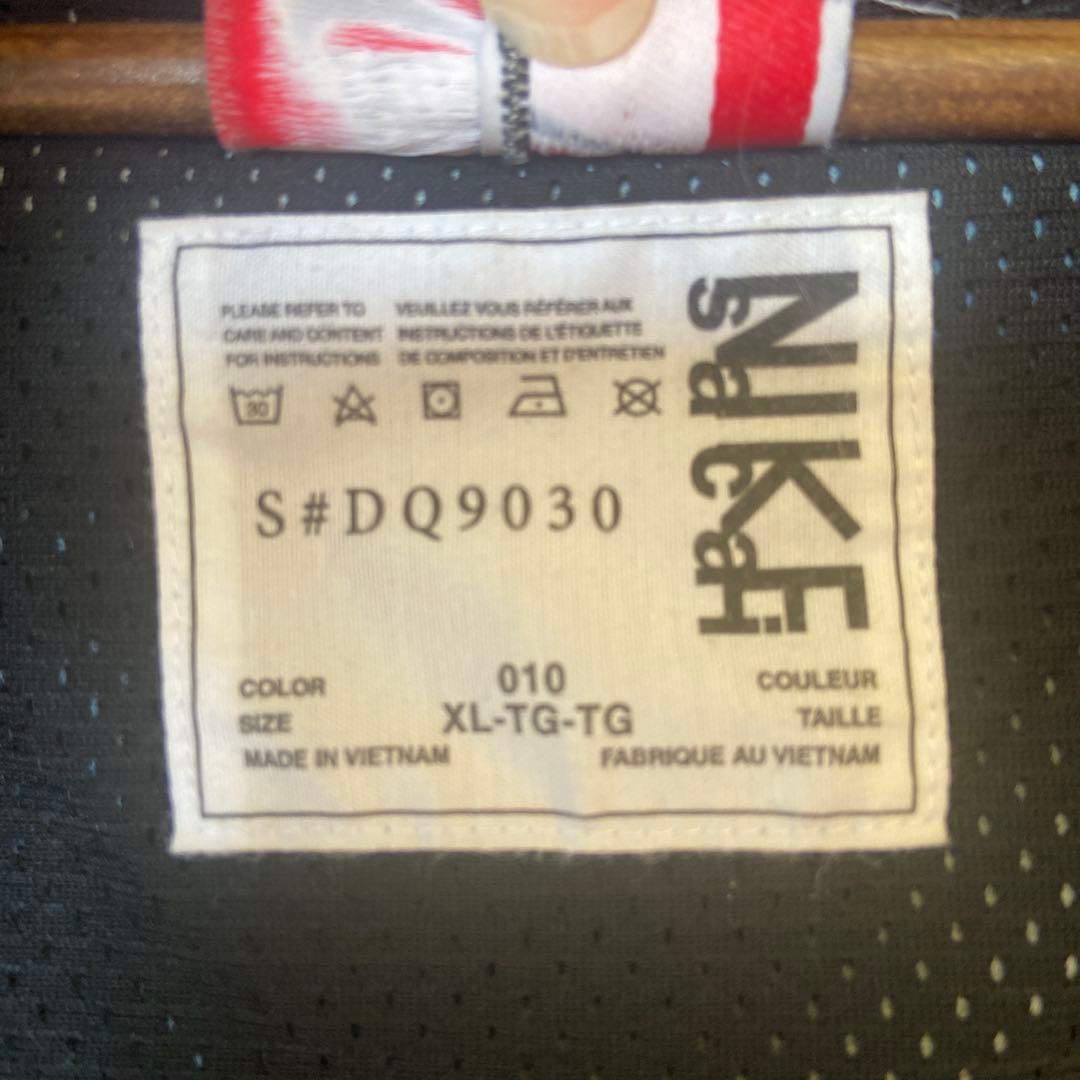 PLEASE REFER TO
CARE AND CONTENT
FOR INSTRUCTIONS
VEUILLEZ VOUS RÉFÉRER AUX
INSTRUCTIONS DE L'ÉTIQUETTE
DE COMPOSITION ET D'ENTRETIEN
30
NIKE
sacai
S#DQ9030
COLOR 010 COULEUR
SIZE XL-TG-TG TAILLE
MADE IN VIETNAM FABRIQUE AU VIETNAM